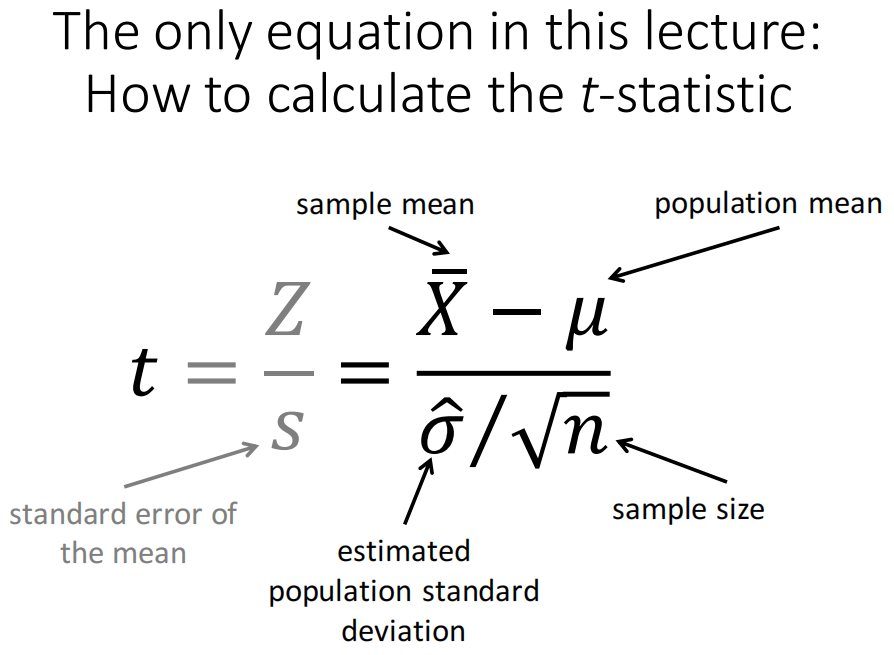 The only equation in this lecture:
How to calculate the t-statistic
sample mean
population mean
t = Z/s = (X̄ − μ)/(σ̂/√n)
standard error of
the mean
estimated
population standard
deviation
sample size